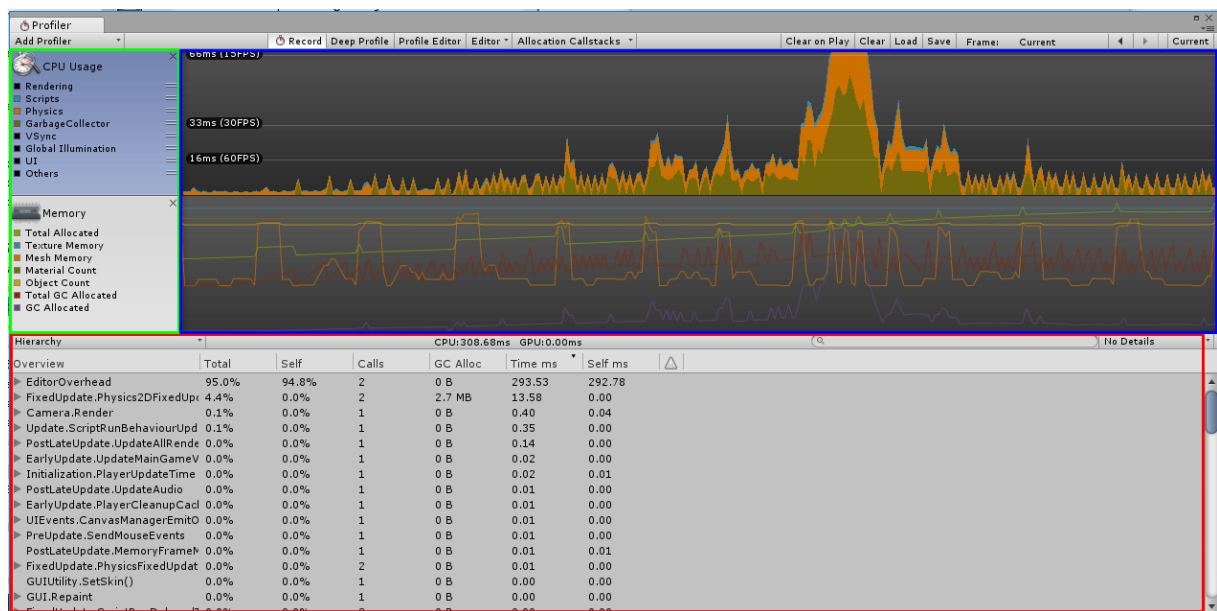 Profiler
Add Profiler Record Deep Profile Profile Editor Editor Allocation Callstacks Clear on Play Clear Load Save Frame: Current Current
CPU Usage
Rendering
Scripts
Physics
GarbageCollector
VSync
Global Illumination
UI
Others
66ms (15FPS)
33ms (30FPS)
16ms (60FPS)
Memory
Total Allocated
Texture Memory
Mesh Memory
Material Count
Object Count
Total GC Allocated
GC Allocated
Hierarchy CPU:308.68ms GPU:0.00ms No Details
Overview Total Self Calls GC Alloc Time ms Self ms
EditorOverhead 95.0% 94.8% 2 0 B 293.53 292.78
FixedUpdate.Physics2DFixedUpd 4.4% 0.0% 2 2.7 MB 13.58 0.00
Camera.Render 0.1% 0.0% 1 0 B 0.40 0.04
Update.ScriptRunBehaviourUpd 0.1% 0.0% 1 0 B 0.35 0.00
PostLateUpdate.UpdateAllRende 0.0% 0.0% 1 0 B 0.14 0.00
EarlyUpdate.UpdateMainGameV 0.0% 0.0% 1 0 B 0.02 0.00
Initialization.PlayerUpdateTime 0.0% 0.0% 1 0 B 0.02 0.01
PostLateUpdate.UpdateAudio 0.0% 0.0% 1 0 B 0.01 0.00
EarlyUpdate.PlayerCleanupCacl 0.0% 0.0% 1 0 B 0.01 0.00
UIEvents.CanvasManagerEmitO 0.0% 0.0% 1 0 B 0.01 0.00
PreUpdate.SendMouseEvents 0.0% 0.0% 1 0 B 0.01 0.00
PostLateUpdate.MemoryFrameM 0.0% 0.0% 1 0 B 0.01 0.01
FixedUpdate.PhysicsFixedUpdat 0.0% 0.0% 2 0 B 0.01 0.00
GUIUtility.SetSkin() 0.0% 0.0% 1 0 B 0.00 0.00
GUI.Repaint 0.0% 0.0% 1 0 B 0.00 0.00